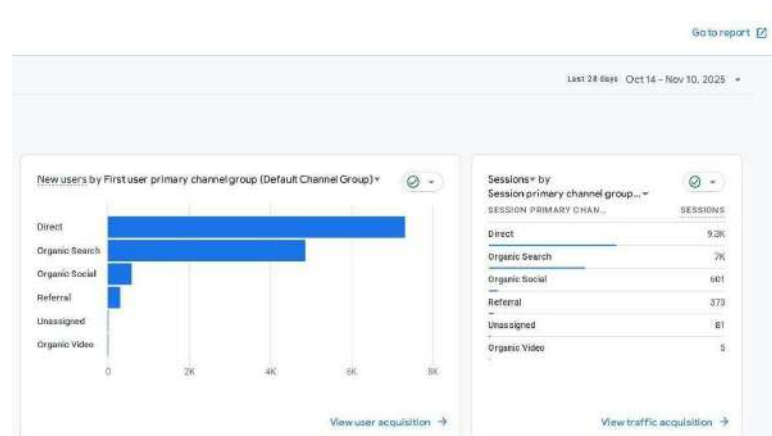 Go to report
Last 28 days Oct 14 - Nov 10, 2025
New users by First user primary channel group (Default Channel Group)
Direct
Organic Search
Organic Social
Referral
Unassigned
Organic Video
0 2K 4K 6K 8K
View user acquisition →
Sessions by
Session primary channel group...
SESSION PRIMARY CHAN... SESSIONS
Direct
Organic Search 7K
Organic Social 601
Referral 373
Unassigned 81
Organic Video 5
View traffic acquisition →